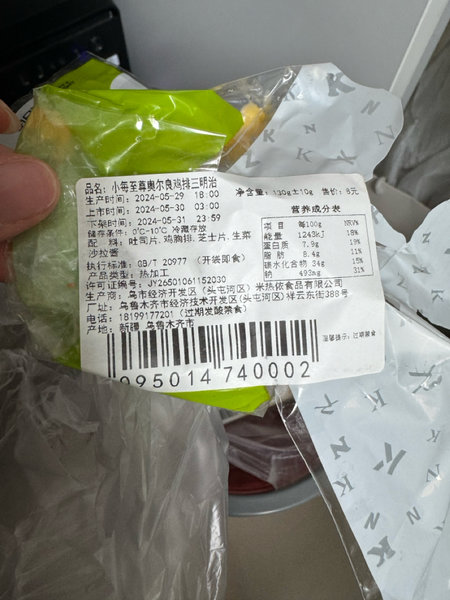 品名: 小每至尊奥尔良鸡排三明治
生产时间: 2024-05-29 18:00
净含量: 130g±10g 售价: 8元
上市时间: 2024-05-30 03:00
下架时间: 2024-05-31 23:59
储存条件: 0℃-10℃ 冷藏存放
配 料: 吐司片, 鸡胸排, 芝士片, 生菜
沙拉酱
营养成分表
项 目 每100g NRV%
能量 1243kJ 18%
蛋白质 7.9g
脂 肪 8.4g
碳水化合物 34g
钠 493mg 31%
执行标准: GB/T 20977 (开袋即食)
产品类型: 热加工
许可证编号: JY26501061152030
生产商: 乌市经济开发区(头屯河区)米热依食品有限公司
厂址: 乌鲁木齐市经济技术开发区(头屯河区)祥云东街388号
电话: 18199177201 (过期发酸禁食)
产地: 新疆 乌鲁木齐市
995014 740002
K N